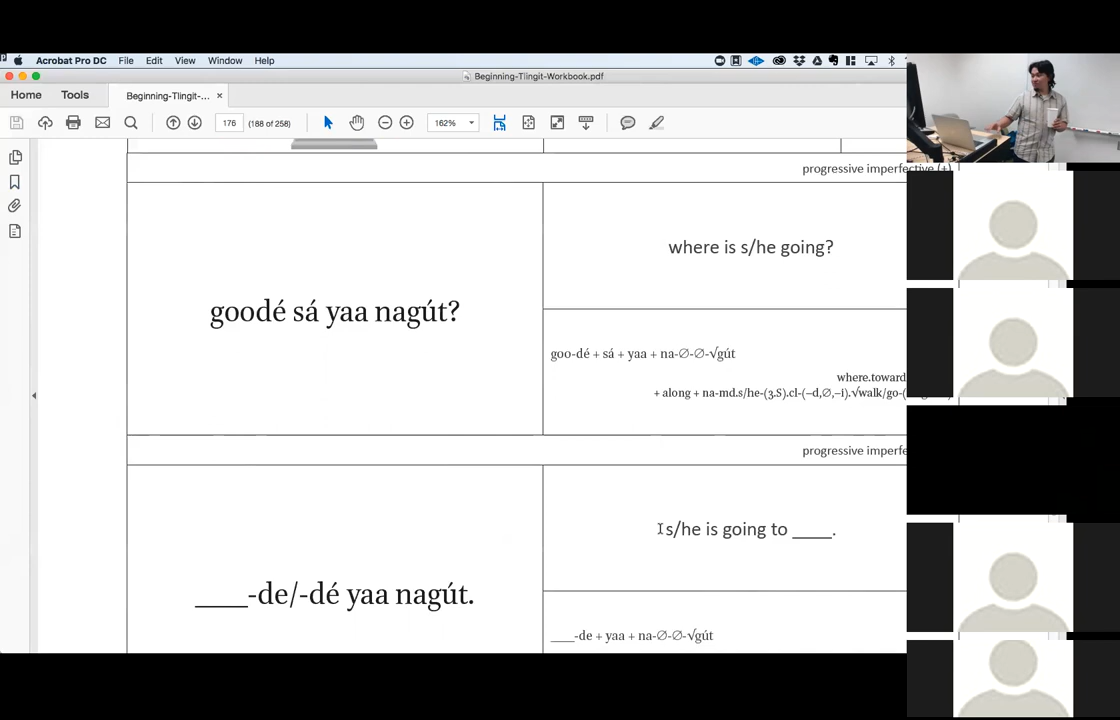 Acrobat Pro DC File Edit View Window Help
Beginning-Tlingit-Workbook.pdf
Home Tools Beginning-Tlingit-... ×
176 (188 of 258) 162%
progressive imperfective (+)
goodé sá yaa nagút?
where is s/he going?
goo-dé + sá + yaa + na-∅-∅-√gút
where.toward
+ along + na-md.s/he-(3.S).cl-(–d,∅,–i).√walk/go-(
progressive imperfe
____-de/-dé yaa nagút.
s/he is going to ____.
____-de + yaa + na-∅-∅-√gút